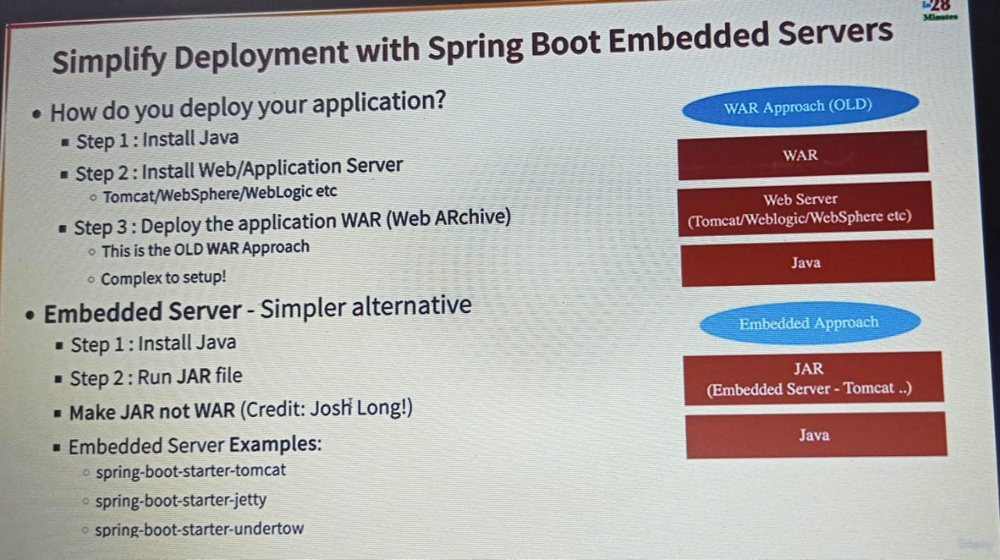 in28
Minutes
Simplify Deployment with Spring Boot Embedded Servers
• How do you deploy your application?
▪ Step 1 : Install Java
▪ Step 2 : Install Web/Application Server
○ Tomcat/WebSphere/WebLogic etc
▪ Step 3 : Deploy the application WAR (Web ARchive)
○ This is the OLD WAR Approach
○ Complex to setup!
• Embedded Server - Simpler alternative
▪ Step 1 : Install Java
▪ Step 2 : Run JAR file
▪ Make JAR not WAR (Credit: Josh Long!)
▪ Embedded Server Examples:
○ spring-boot-starter-tomcat
○ spring-boot-starter-jetty
○ spring-boot-starter-undertow
WAR Approach (OLD)
WAR
Web Server
(Tomcat/Weblogic/WebSphere etc)
Java
Embedded Approach
JAR
(Embedded Server - Tomcat ..)
Java